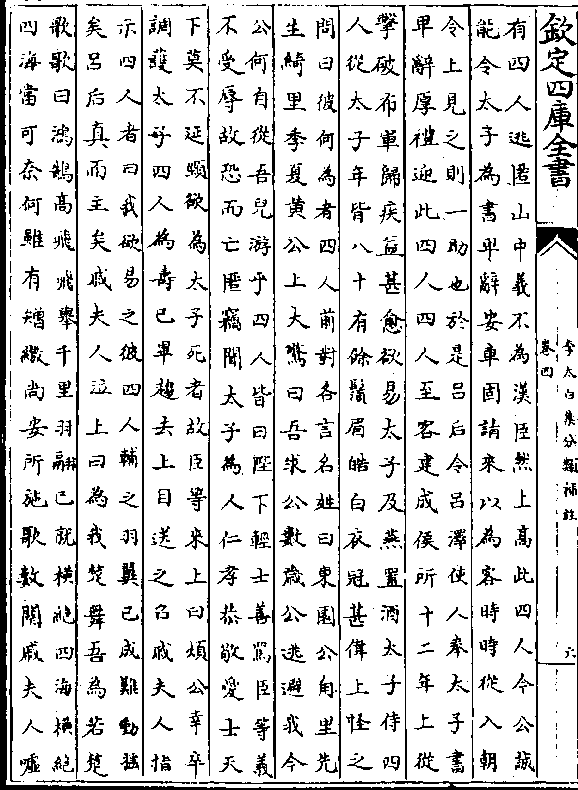 欽定四庫全書
李太白集分類補註
卷四
六
有四人逃匿山中義不為漢臣然上高此四人今公誠
能令太子為書卑辭安車固請來以為客時時從入朝
令上見之則一助也於是呂后令呂澤使人奉太子書
卑辭厚禮迎此四人四人至客建成侯所十二年上從
擊破布軍歸疾益甚愈欲易太子及燕置酒太子侍四
人從太子年皆八十有餘鬚眉皓白衣冠甚偉上怪之
問曰彼何為者四人前對各言名姓曰東園公甪里先
生綺里季夏黄公上大驚曰吾求公數歲公逃避我今
公何自從吾兒游乎四人皆曰陛下輕士善罵臣等義
不受辱故恐而亡匿竊聞太子為人仁孝恭敬愛士天
下莫不延頸欲為太子死者故臣等來上曰煩公幸卒
調護太子四人為壽已畢趨去上目送之召戚夫人指
示四人者曰我欲易之彼四人輔之羽翼已成難動揺
矣吕后真而主矣戚夫人泣上曰為我楚舞吾為若楚
歌歌曰鴻鵠高飛飛舉千里羽翮已就橫絶四海橫絶
四海當可奈何雖有矰繳尚安所施歌數闋戚夫人噓